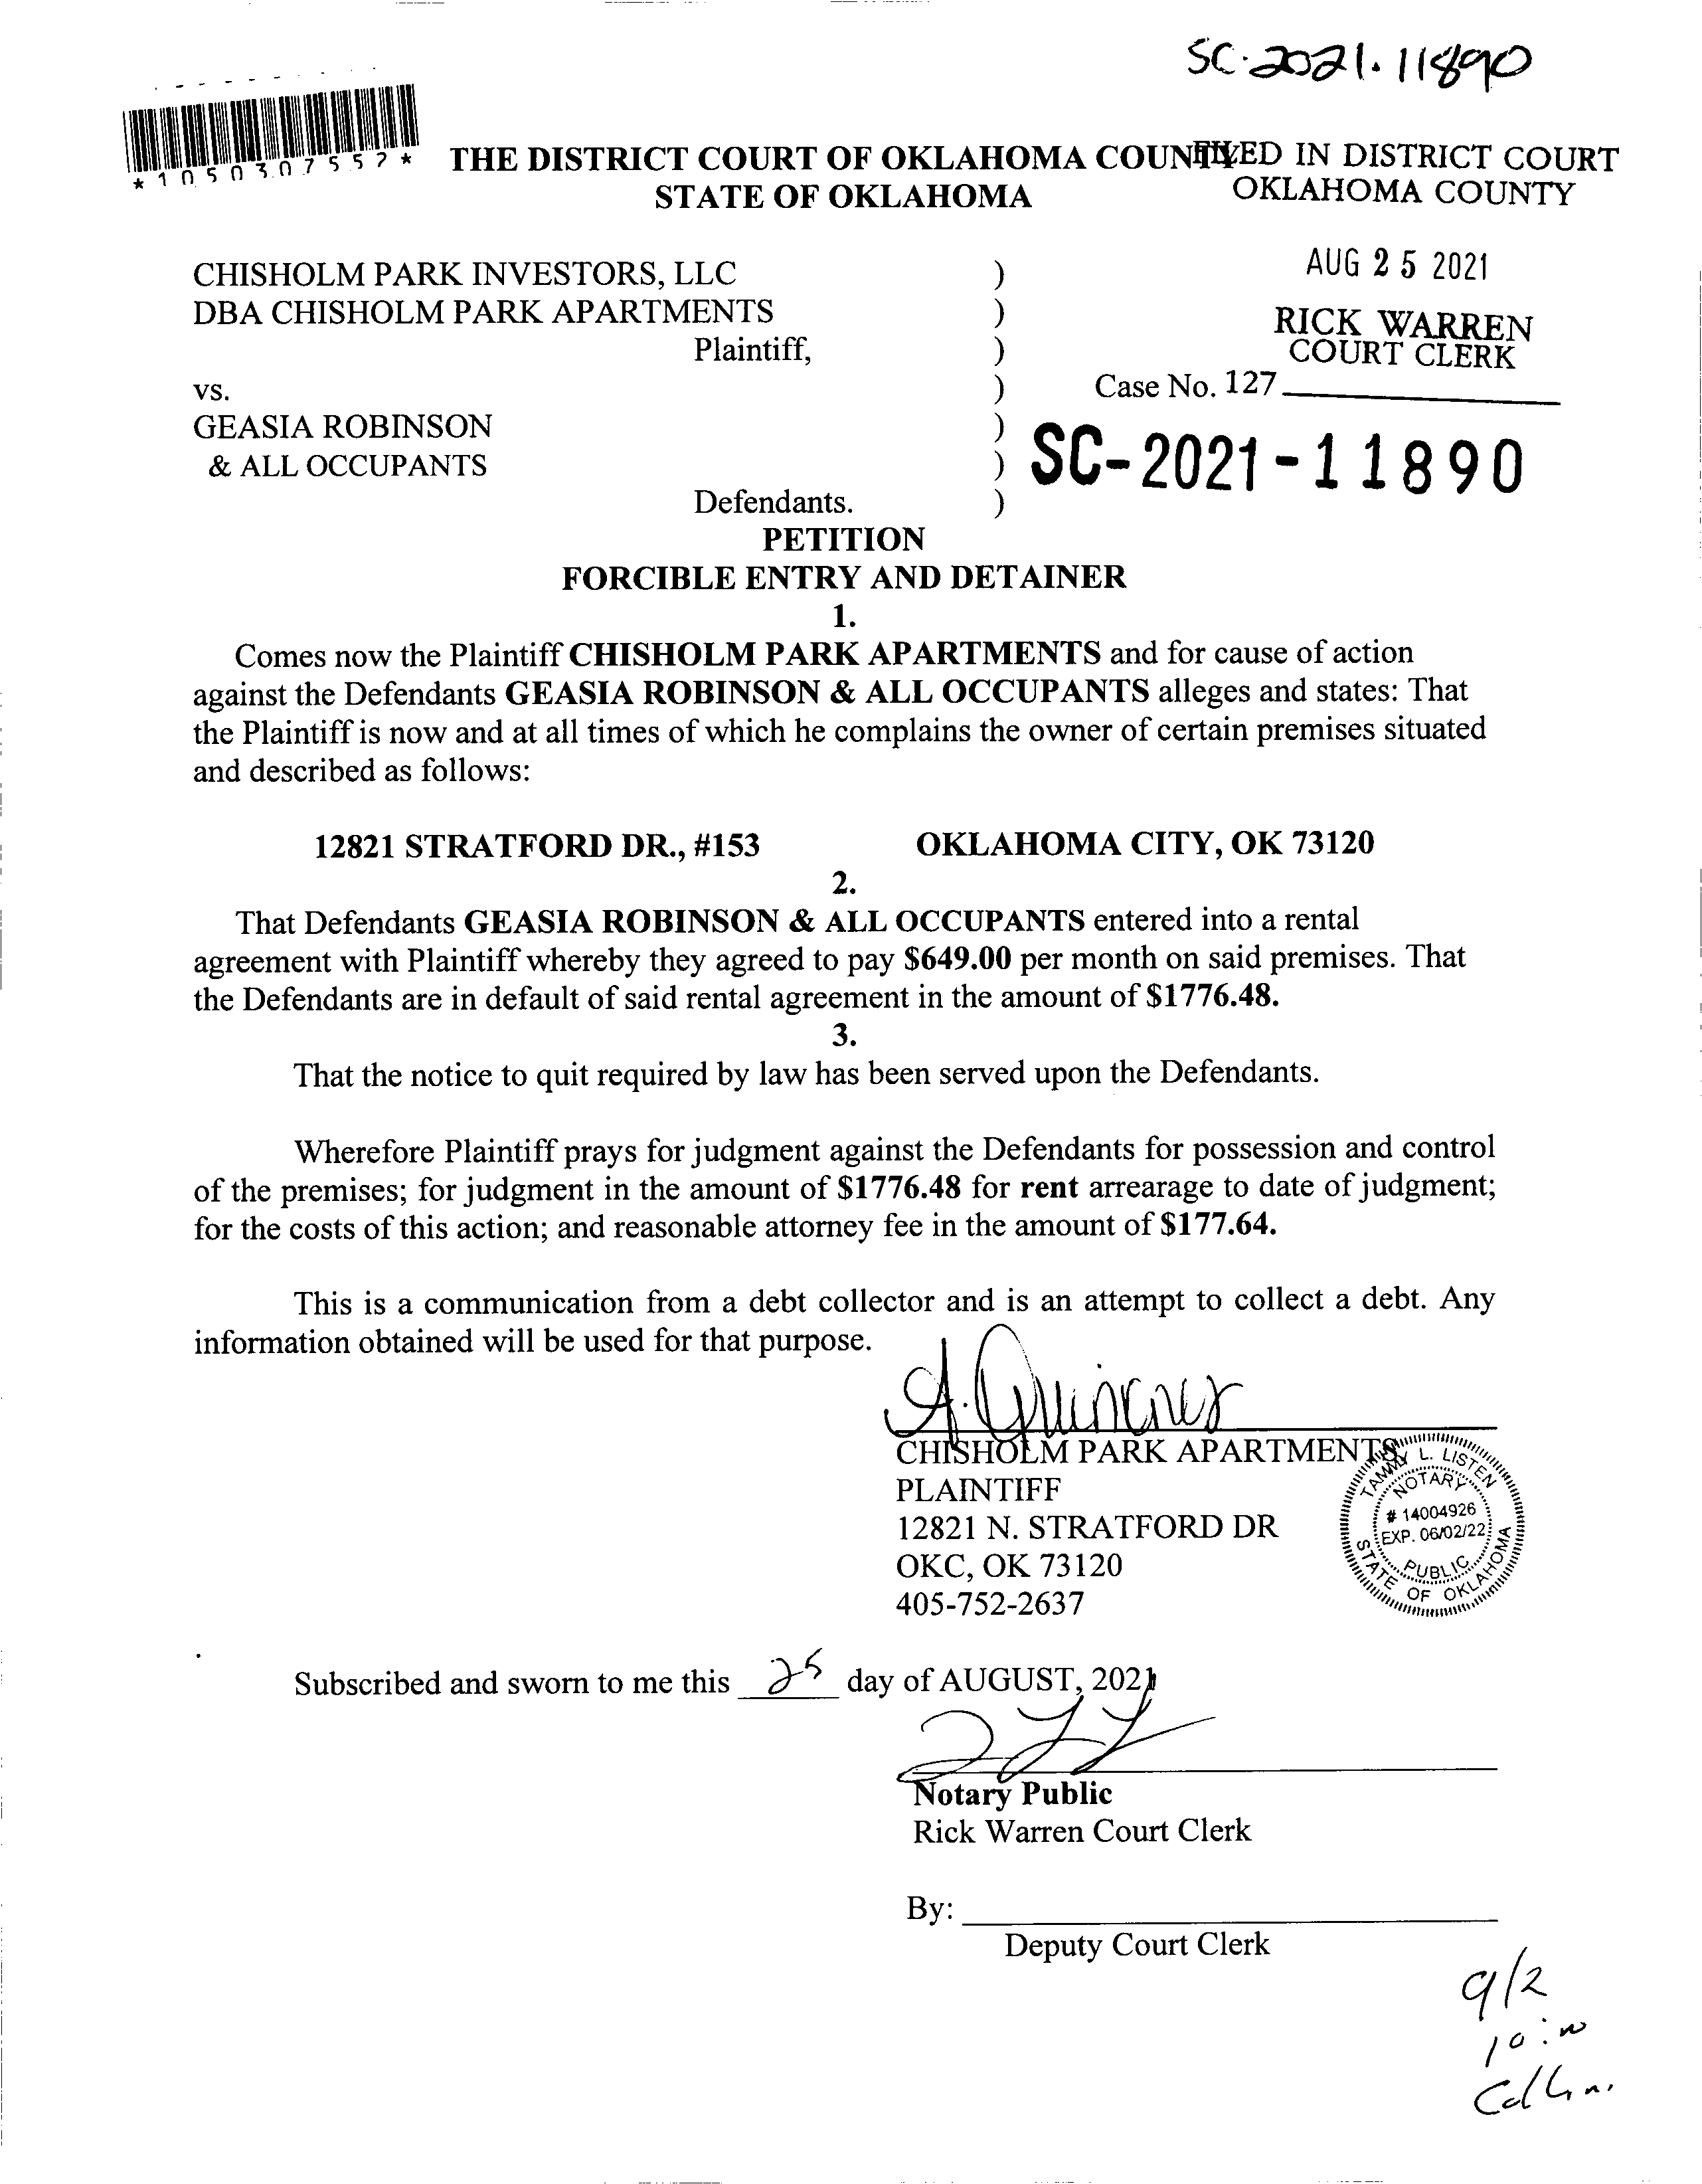 SC-2021-11890
*1050307557*
THE DISTRICT COURT OF OKLAHOMA COUNTY
FILED IN DISTRICT COURT
STATE OF OKLAHOMA
OKLAHOMA COUNTY
AUG 25 2021
CHISHOLM PARK INVESTORS, LLC )
DBA CHISHOLM PARK APARTMENTS )
RICK WARREN
COURT CLERK
Plaintiff, )
vs. ) Case No. 127
GEASIA ROBINSON )
& ALL OCCUPANTS ) SC-2021-11890
Defendants. )
PETITION
FORCIBLE ENTRY AND DETAINER
1.
Comes now the Plaintiff CHISHOLM PARK APARTMENTS and for cause of action
against the Defendants GEASIA ROBINSON & ALL OCCUPANTS alleges and states: That
the Plaintiff is now and at all times of which he complains the owner of certain premises situated
and described as follows:
12821 STRATFORD DR., #153 OKLAHOMA CITY, OK 73120
2.
That Defendants GEASIA ROBINSON & ALL OCCUPANTS entered into a rental
agreement with Plaintiff whereby they agreed to pay $649.00 per month on said premises. That
the Defendants are in default of said rental agreement in the amount of $1776.48.
3.
That the notice to quit required by law has been served upon the Defendants.
Wherefore Plaintiff prays for judgment against the Defendants for possession and control
of the premises; for judgment in the amount of $1776.48 for rent arrearage to date of judgment;
for the costs of this action; and reasonable attorney fee in the amount of $177.64.
This is a communication from a debt collector and is an attempt to collect a debt. Any
information obtained will be used for that purpose.
CHISHOLM PARK APARTMENTS
PLAINTIFF
12821 N. STRATFORD DR
OKC, OK 73120
405-752-2637
TAMMY L. LISTEN
NOTARY
# 14004926
EXP. 06/02/22
PUBLIC
STATE OF OKLAHOMA
Subscribed and sworn to me this 25 day of AUGUST, 2021
Notary Public
Rick Warren Court Clerk
By:
Deputy Court Clerk
9/2